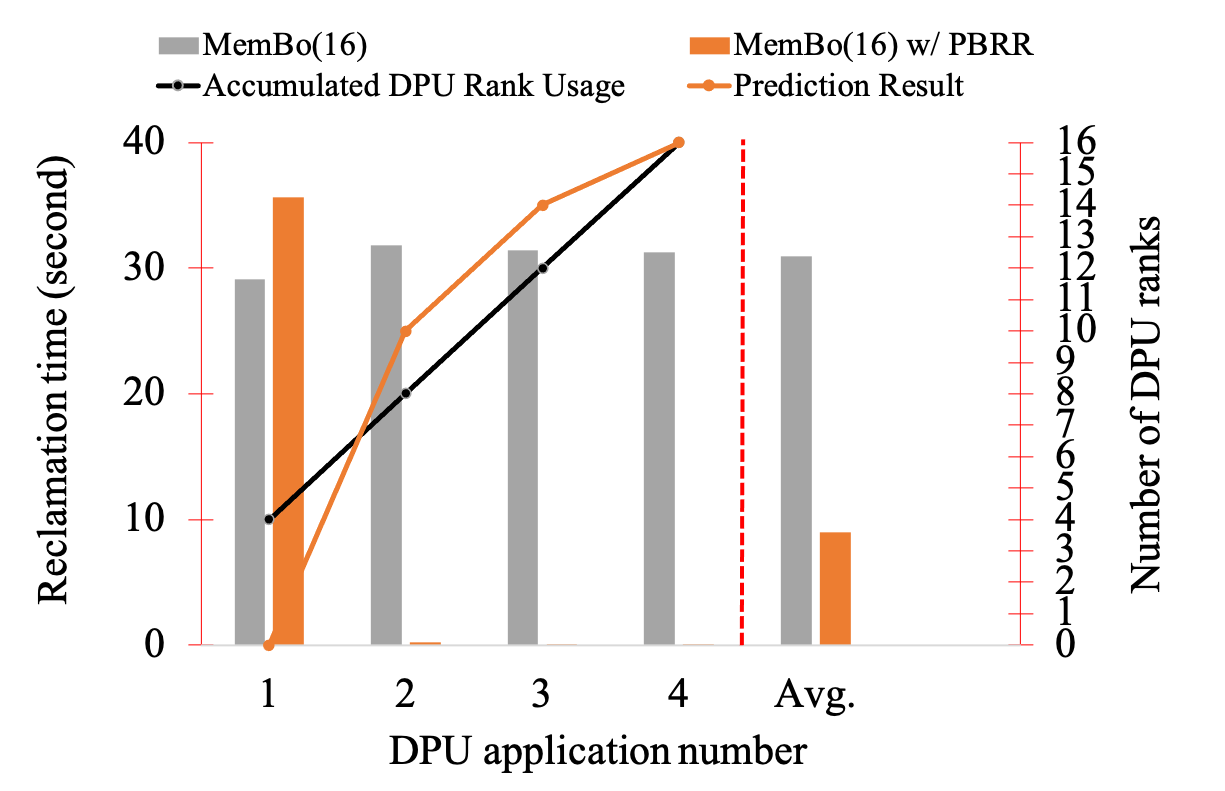 MemBo(16)
MemBo(16) w/ PBRR
Accumulated DPU Rank Usage
Prediction Result
Reclamation time (second)
40
30
20
10
0
16
15
14
13
12
11
10
9
8
7
6
5
4
3
2
1
0
Number of DPU ranks
1 2 3 4 Avg.
DPU application number